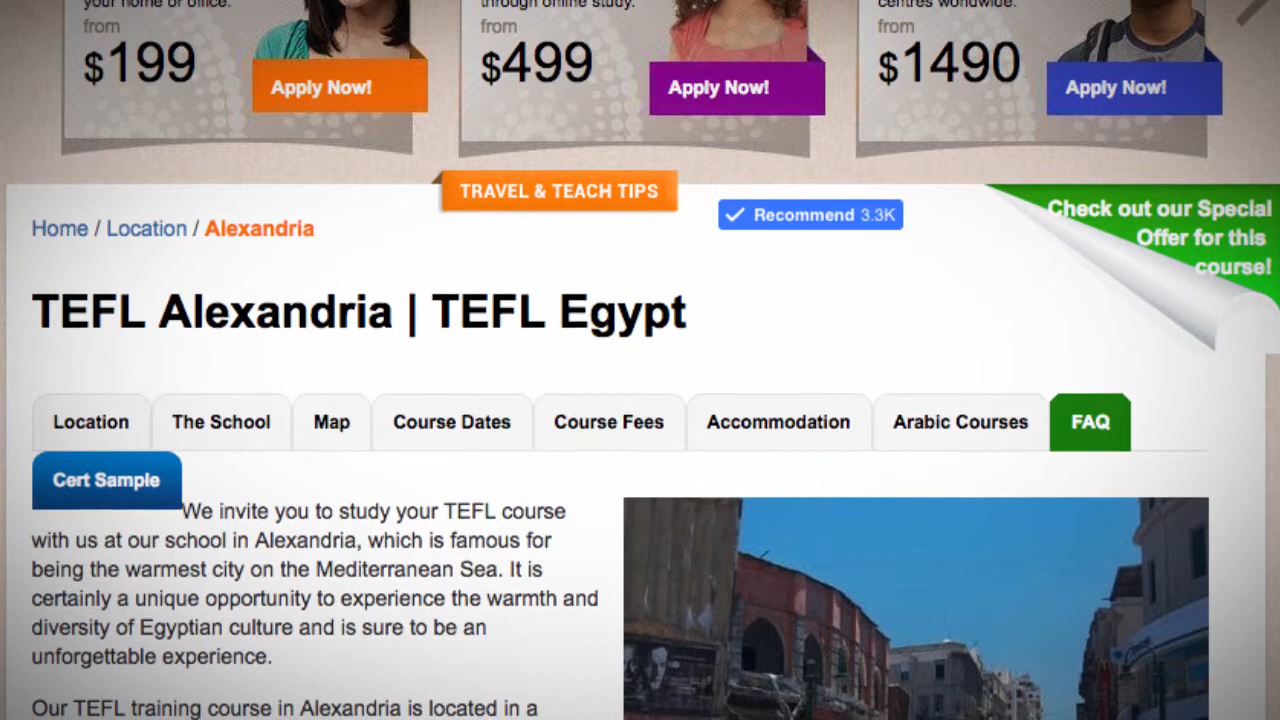 your home or office.
from
$199
Apply Now!
through online study.
from
$499
Apply Now!
centres worldwide.
from
$1490
Apply Now!
TRAVEL & TEACH TIPS
Home / Location / Alexandria
Recommend 3.3K
Check out our Special
Offer for this
course!
TEFL Alexandria | TEFL Egypt
Location
The School
Map
Course Dates
Course Fees
Accommodation
Arabic Courses
FAQ
Cert Sample
We invite you to study your TEFL course
with us at our school in Alexandria, which is famous for
being the warmest city on the Mediterranean Sea. It is
certainly a unique opportunity to experience the warmth and
diversity of Egyptian culture and is sure to be an
unforgettable experience.
Our TEFL training course in Alexandria is located in a